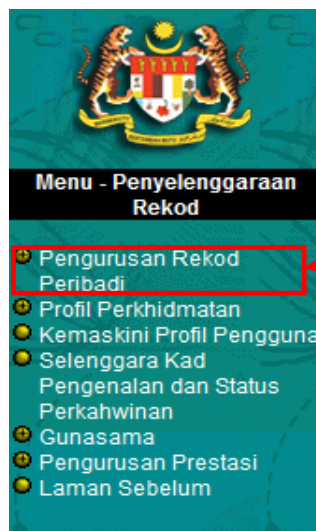 Menu - Penyelenggaraan
Rekod
Pengurusan Rekod
Peribadi
Profil Perkhidmatan
Kemaskini Profil Pengguna
Selenggara Kad
Pengenalan dan Status
Perkahwinan
Gunasama
Pengurusan Prestasi
Laman Sebelum